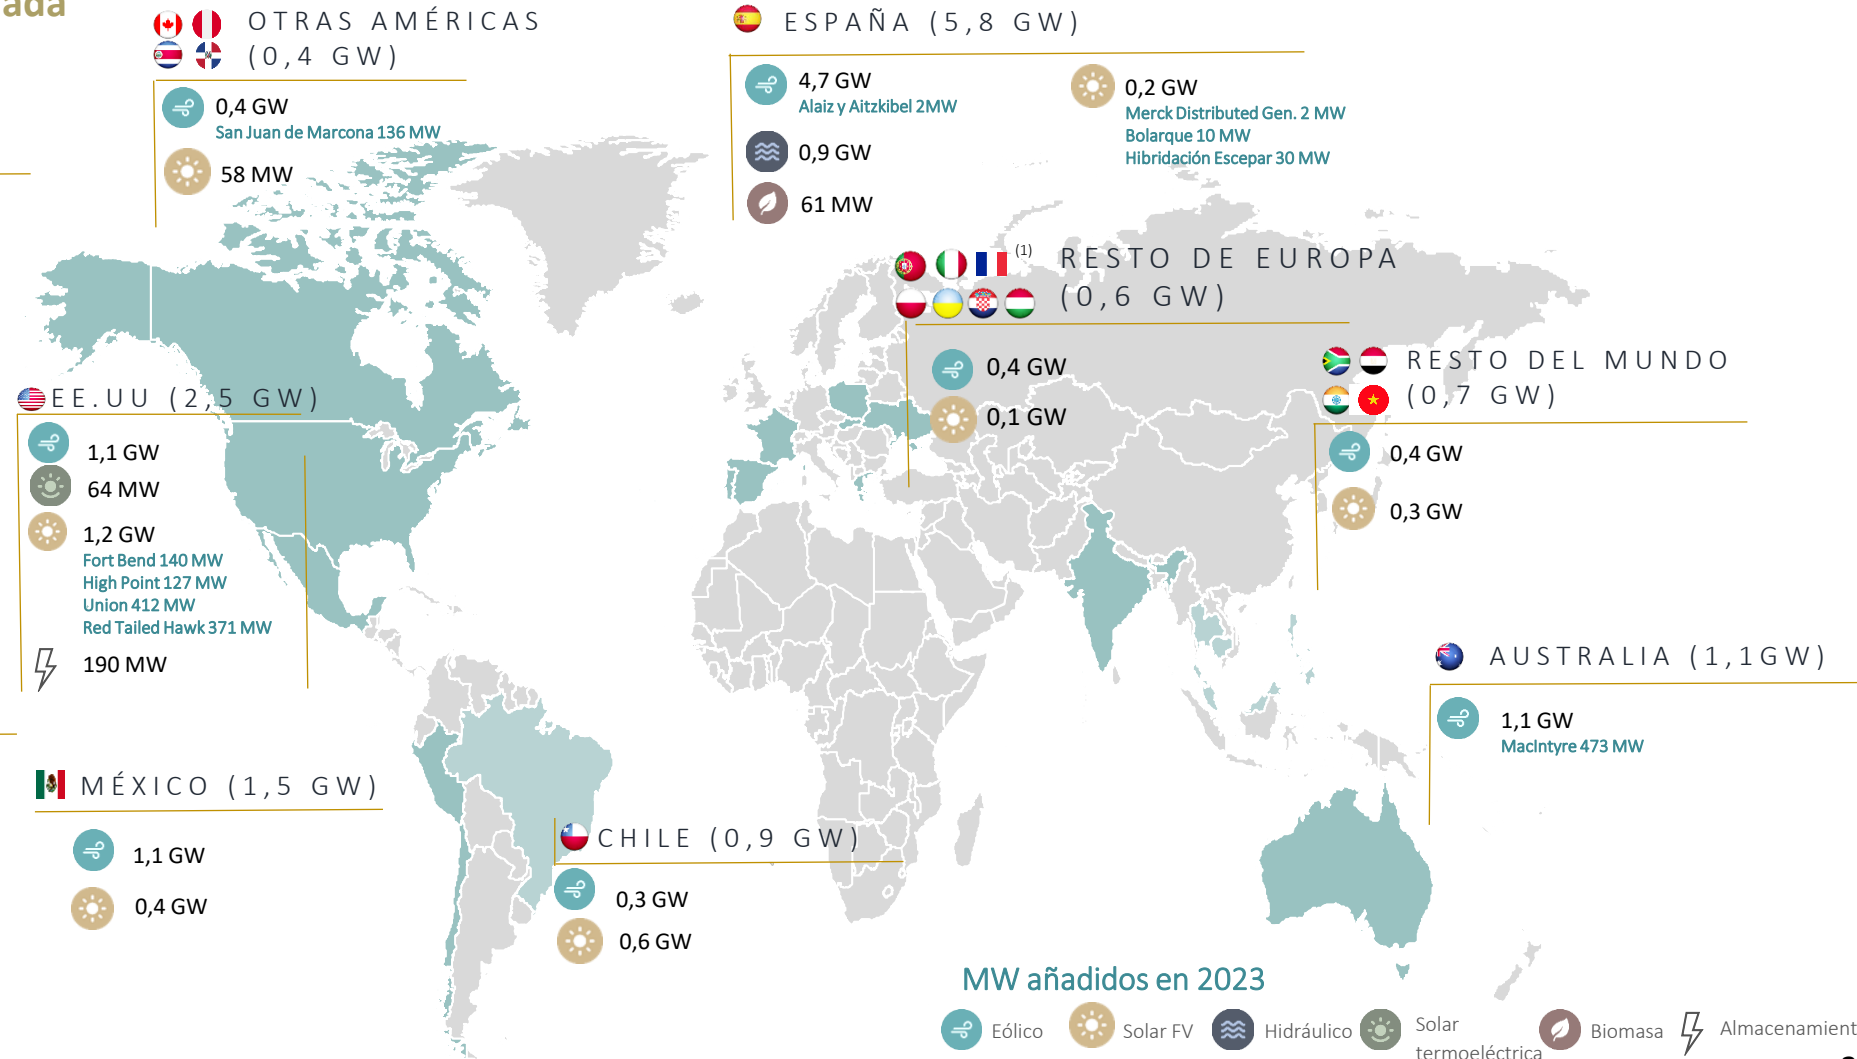 ada
OTRAS AMÉRICAS
(0,4 GW)
0,4 GW
San Juan de Marcona 136 MW
58 MW
ESPAÑA (5,8 GW)
4,7 GW
Alaiz y Aitzkibel 2MW
0,9 GW
61 MW
0,2 GW
Merck Distributed Gen. 2 MW
Bolarque 10 MW
Hibridación Escepar 30 MW
(1)
RESTO DE EUROPA
(0,6 GW)
0,4 GW
0,1 GW
RESTO DEL MUNDO
(0,7 GW)
0,4 GW
0,3 GW
EE.UU (2,5 GW)
1,1 GW
64 MW
1,2 GW
Fort Bend 140 MW
High Point 127 MW
Union 412 MW
Red Tailed Hawk 371 MW
190 MW
AUSTRALIA (1,1GW)
1,1 GW
MacIntyre 473 MW
MÉXICO (1,5 GW)
1,1 GW
0,4 GW
CHILE (0,9 GW)
0,3 GW
0,6 GW
MW añadidos en 2023
Eólico
Solar FV
Hidráulico
Solar
termoeléctrica
Biomasa
Almacenamient